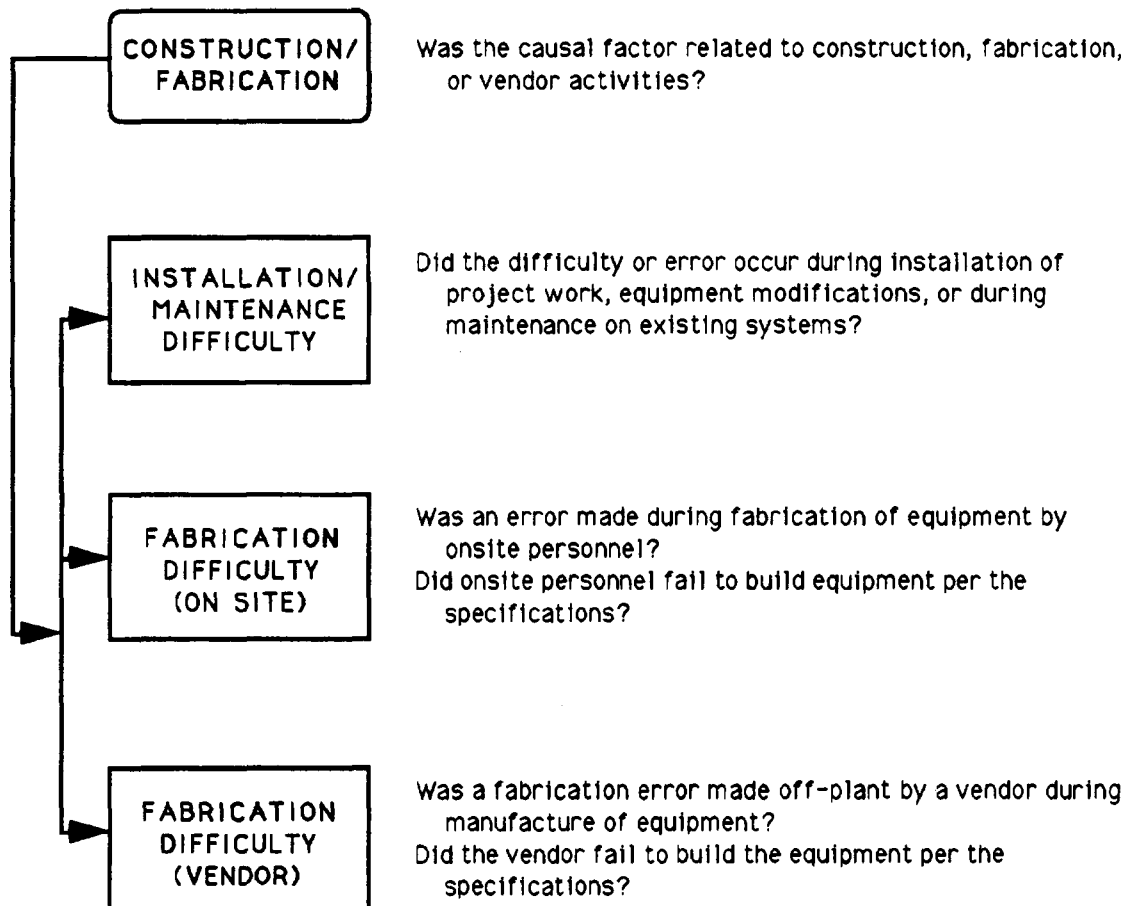 CONSTRUCTION/
FABRICATION
Was the causal factor related to construction, fabrication,
or vendor activities?
INSTALLATION/
MAINTENANCE
DIFFICULTY
Did the difficulty or error occur during installation of
project work, equipment modifications, or during
maintenance on existing systems?
FABRICATION
DIFFICULTY
(ON SITE)
Was an error made during fabrication of equipment by
onsite personnel?
Did onsite personnel fail to build equipment per the
specifications?
FABRICATION
DIFFICULTY
(VENDOR)
Was a fabrication error made off-plant by a vendor during
manufacture of equipment?
Did the vendor fail to build the equipment per the
specifications?